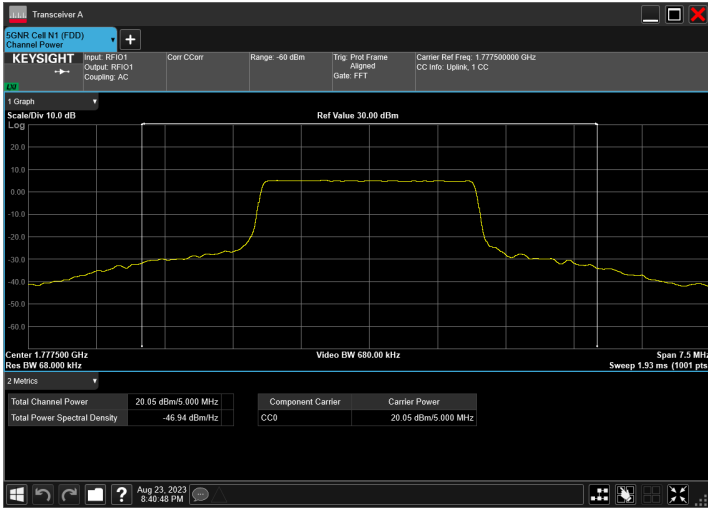 Transceiver A
5GNR Cell N1 (FDD)
Channel Power
KEYSIGHT
Input: RFIO1
Output: RFIO1
Coupling: AC
Corr CCorr
Range: -60 dBm
Trig: Prot Frame
Aligned
Gate: FFT
Carrier Ref Freq: 1.777500000 GHz
CC Info: Uplink, 1 CC
LXI
1 Graph
Scale/Div 10.0 dB
Ref Value 30.00 dBm
Log
20.0
10.0
0.00
-10.0
-20.0
-30.0
-40.0
-50.0
-60.0
Center 1.777500 GHz
Video BW 680.00 kHz
Span 7.5 MHz
Res BW 68.000 kHz
Sweep 1.93 ms (1001 pts
2 Metrics
Total Channel Power 20.05 dBm/5.000 MHz
Total Power Spectral Density -46.94 dBm/Hz
Component Carrier Carrier Power
CC0 20.05 dBm/5.000 MHz
Aug 23, 2023
8:40:48 PM